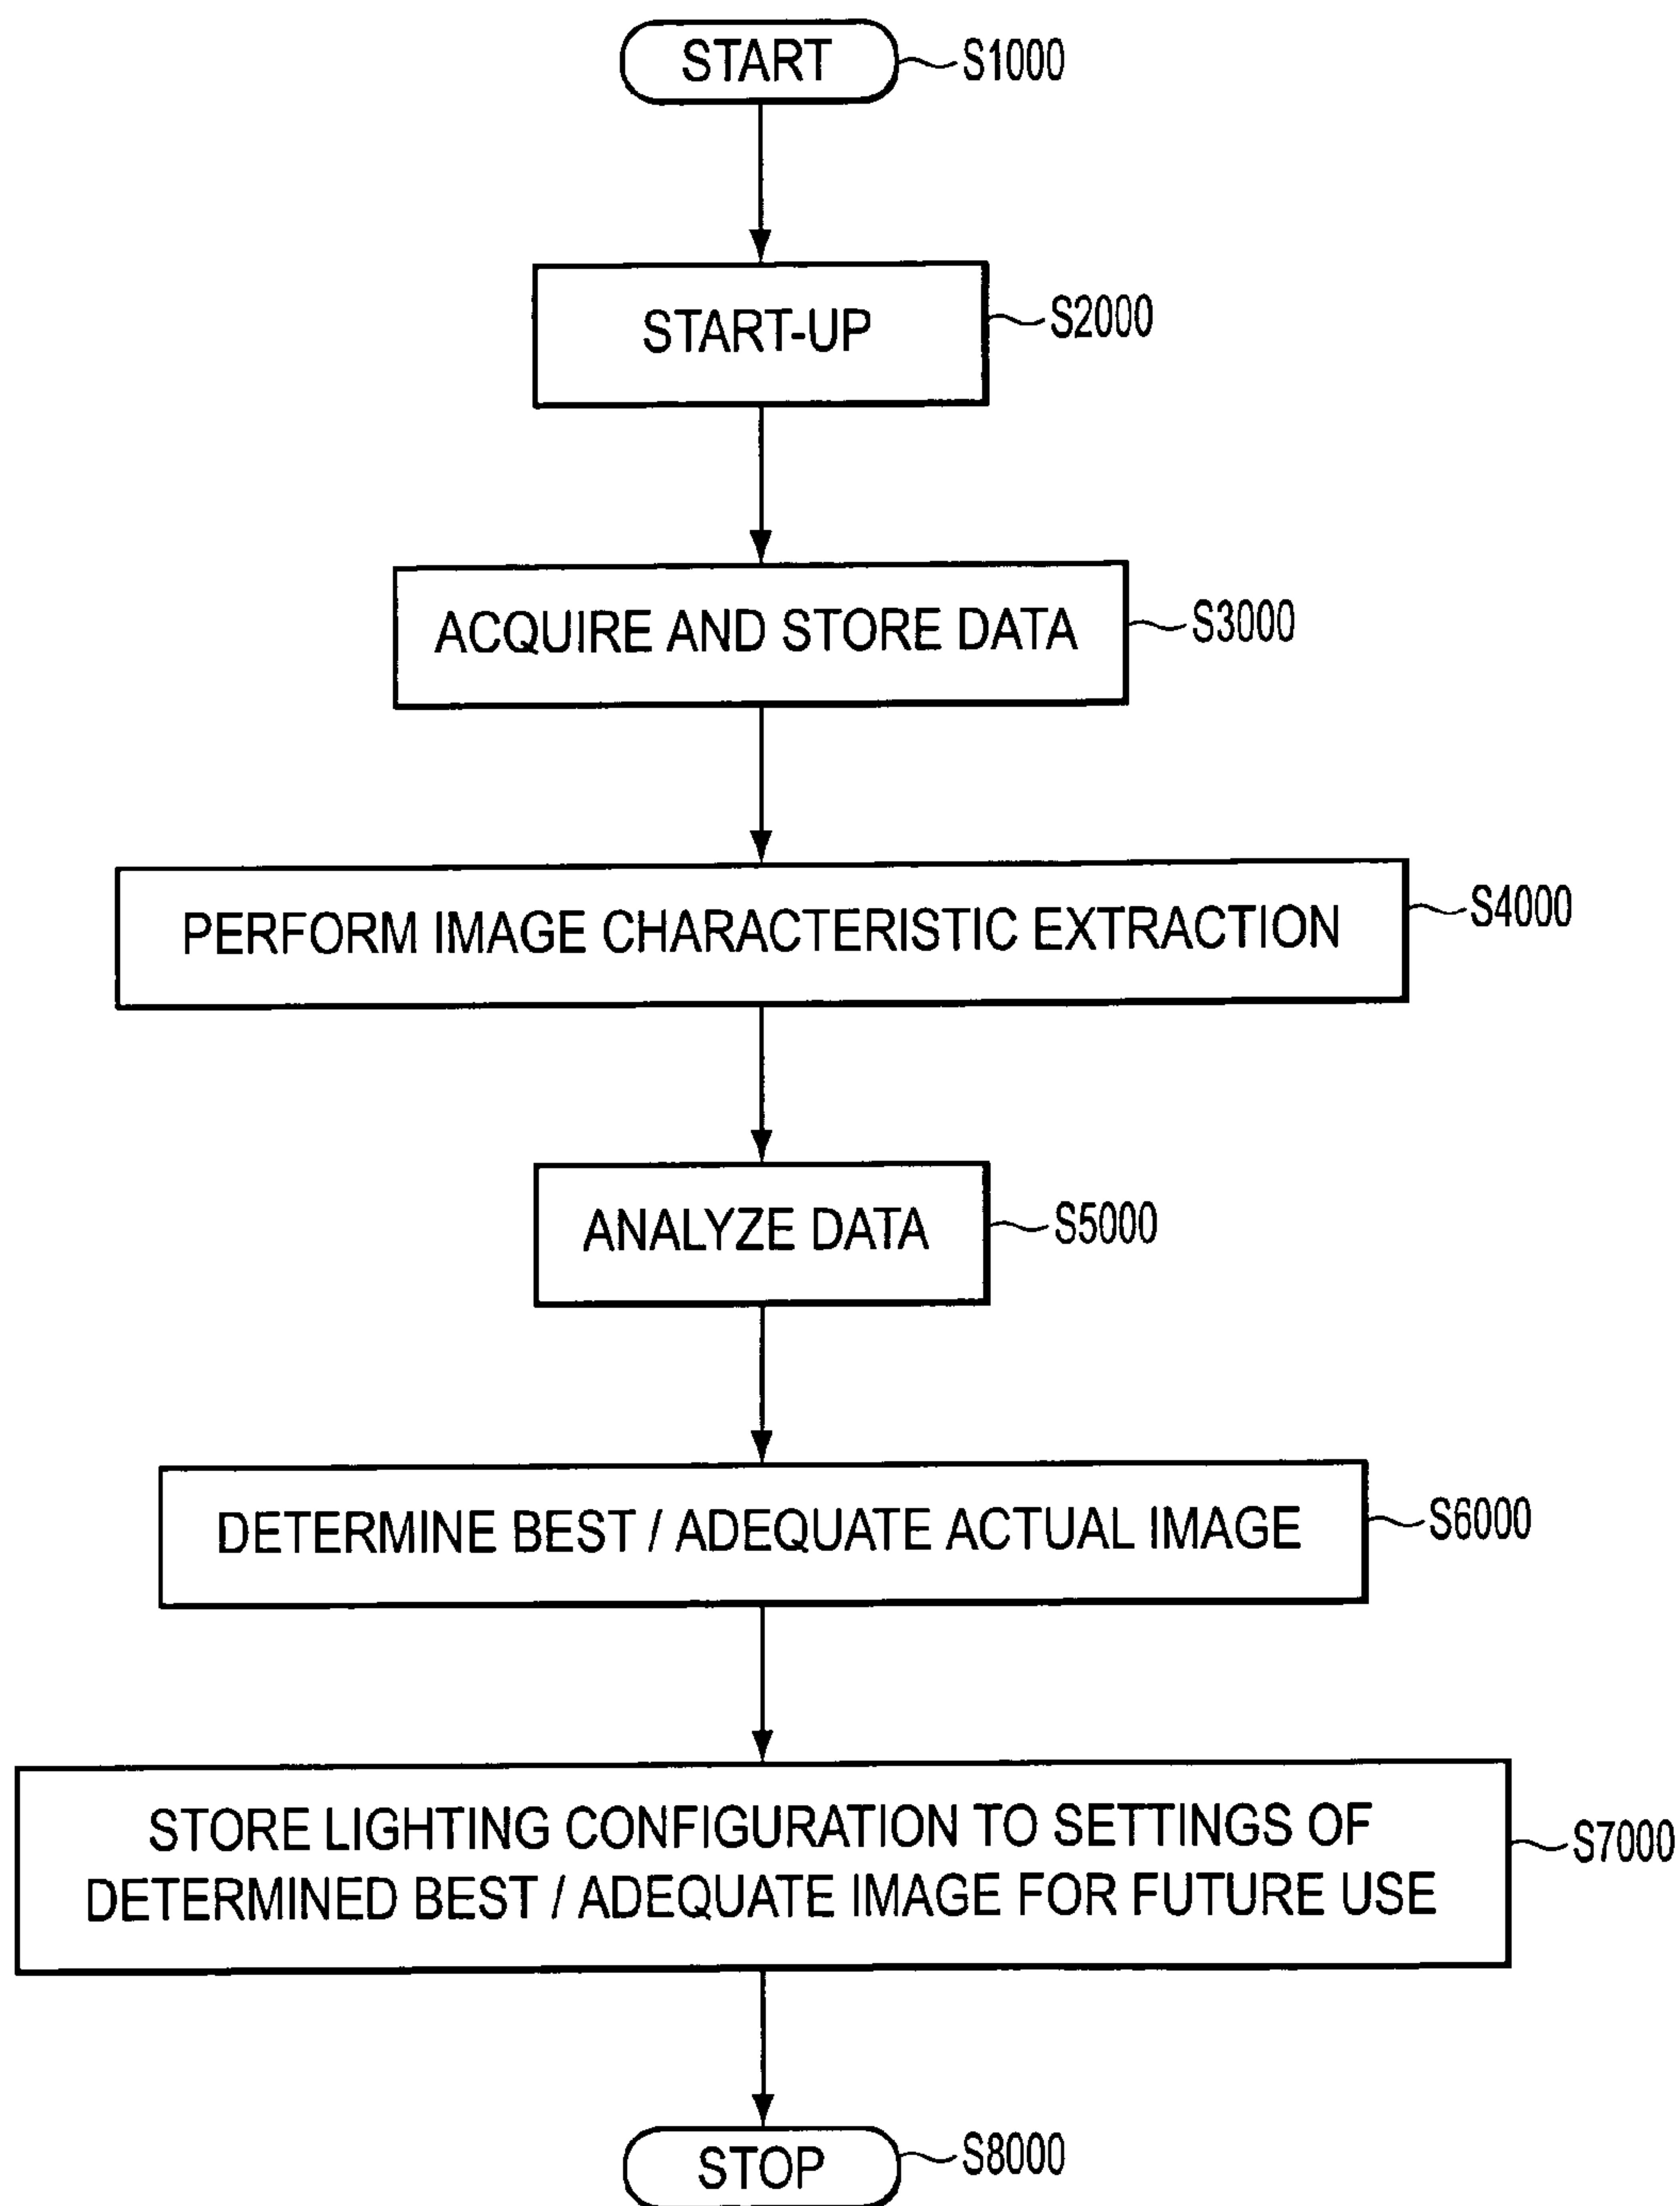 START S1000
START-UP S2000
ACQUIRE AND STORE DATA S3000
PERFORM IMAGE CHARACTERISTIC EXTRACTION S4000
ANALYZE DATA S5000
DETERMINE BEST / ADEQUATE ACTUAL IMAGE S6000
STORE LIGHTING CONFIGURATION TO SETTINGS OF
DETERMINED BEST / ADEQUATE IMAGE FOR FUTURE USE
S7000
STOP S8000